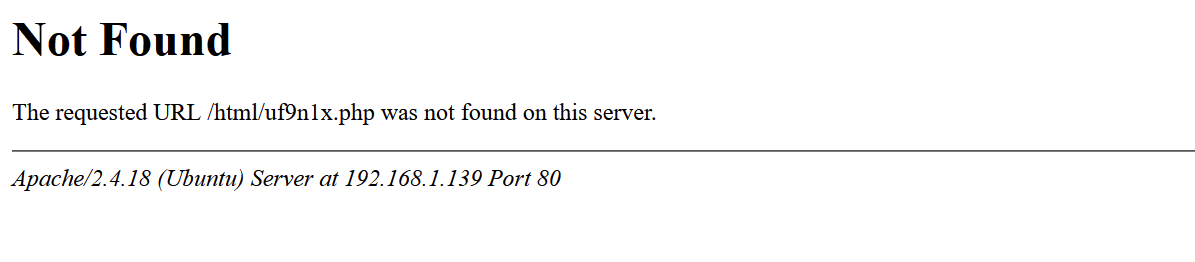 Not Found
The requested URL /html/uf9n1x.php was not found on this server.
Apache/2.4.18 (Ubuntu) Server at 192.168.1.139 Port 80